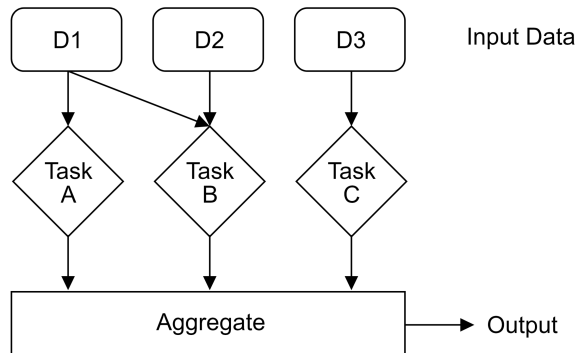 D1
D2
D3
Input Data
Task
A
Task
B
Task
C
Aggregate
Output